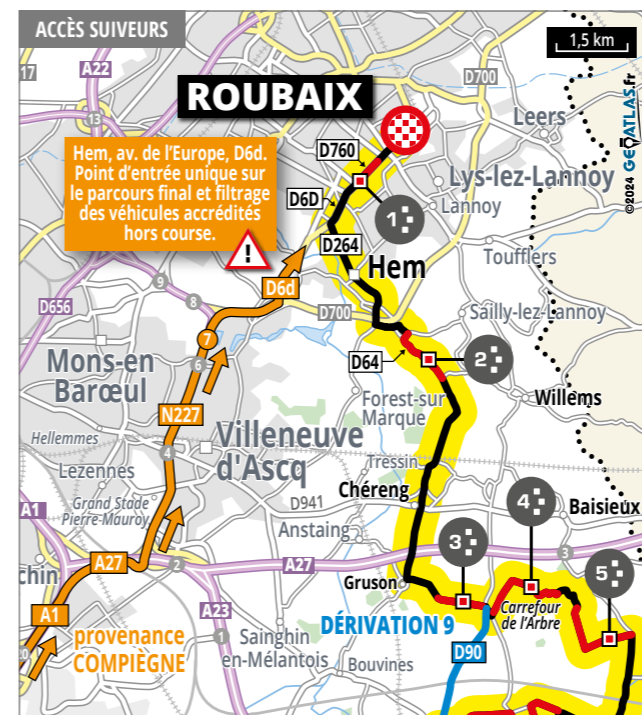 ACCÈS SUIVEURS
1,5 km
©2024 GEOATLAS.fr
17
A22
D700
ROUBAIX
Leers
13
Hem, av. de l'Europe, D6d.
Point d'entrée unique sur
le parcours final et filtrage
des véhicules accrédités
hors course.
!
D760
D6D
D264
1
Lys-lez-Lannoy
Lannoy
Hem
Toufflers
D656
9
8
D6d
D700
Sailly-lez-Lannoy
7
6
D64
2
Mons-en
Barœul
Forest-sur
Marque
Willems
N227
Hellemmes
4
Villeneuve
d'Ascq
Lezennes
Tressin
Grand Stade
Pierre-Mauroy
D941
Chéreng
4
Baisieux
A1
Anstaing
3
3
5
chin
A27
2
A27
Gruson
Carrefour
de l'Arbre
A1
A23
DÉRIVATION 9
provenance
COMPIÈGNE
1
Sainghin
en-Mélantois
Bouvines
D90
20